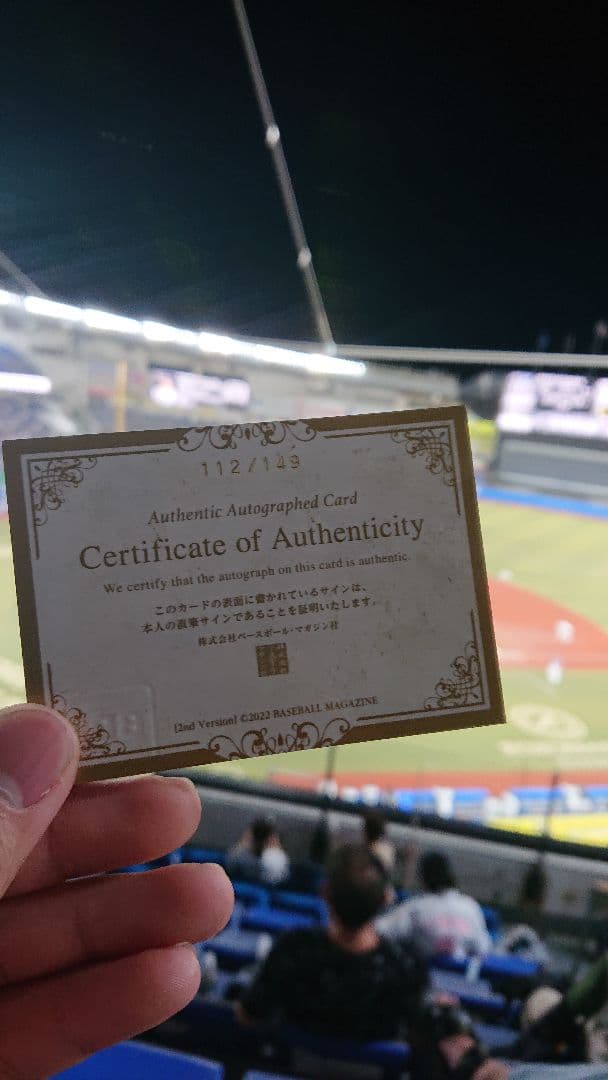 112/149
Authentic Autographed Card
Certificate of Authenticity
We certify that the autograph on this card is authentic.
このカードの表面に書かれているサインは、
本人の直筆サインであることを証明いたします。
株式会社ベースボール・マガジン社
[2nd Version] ©2022 BASEBALL MAGAZINE